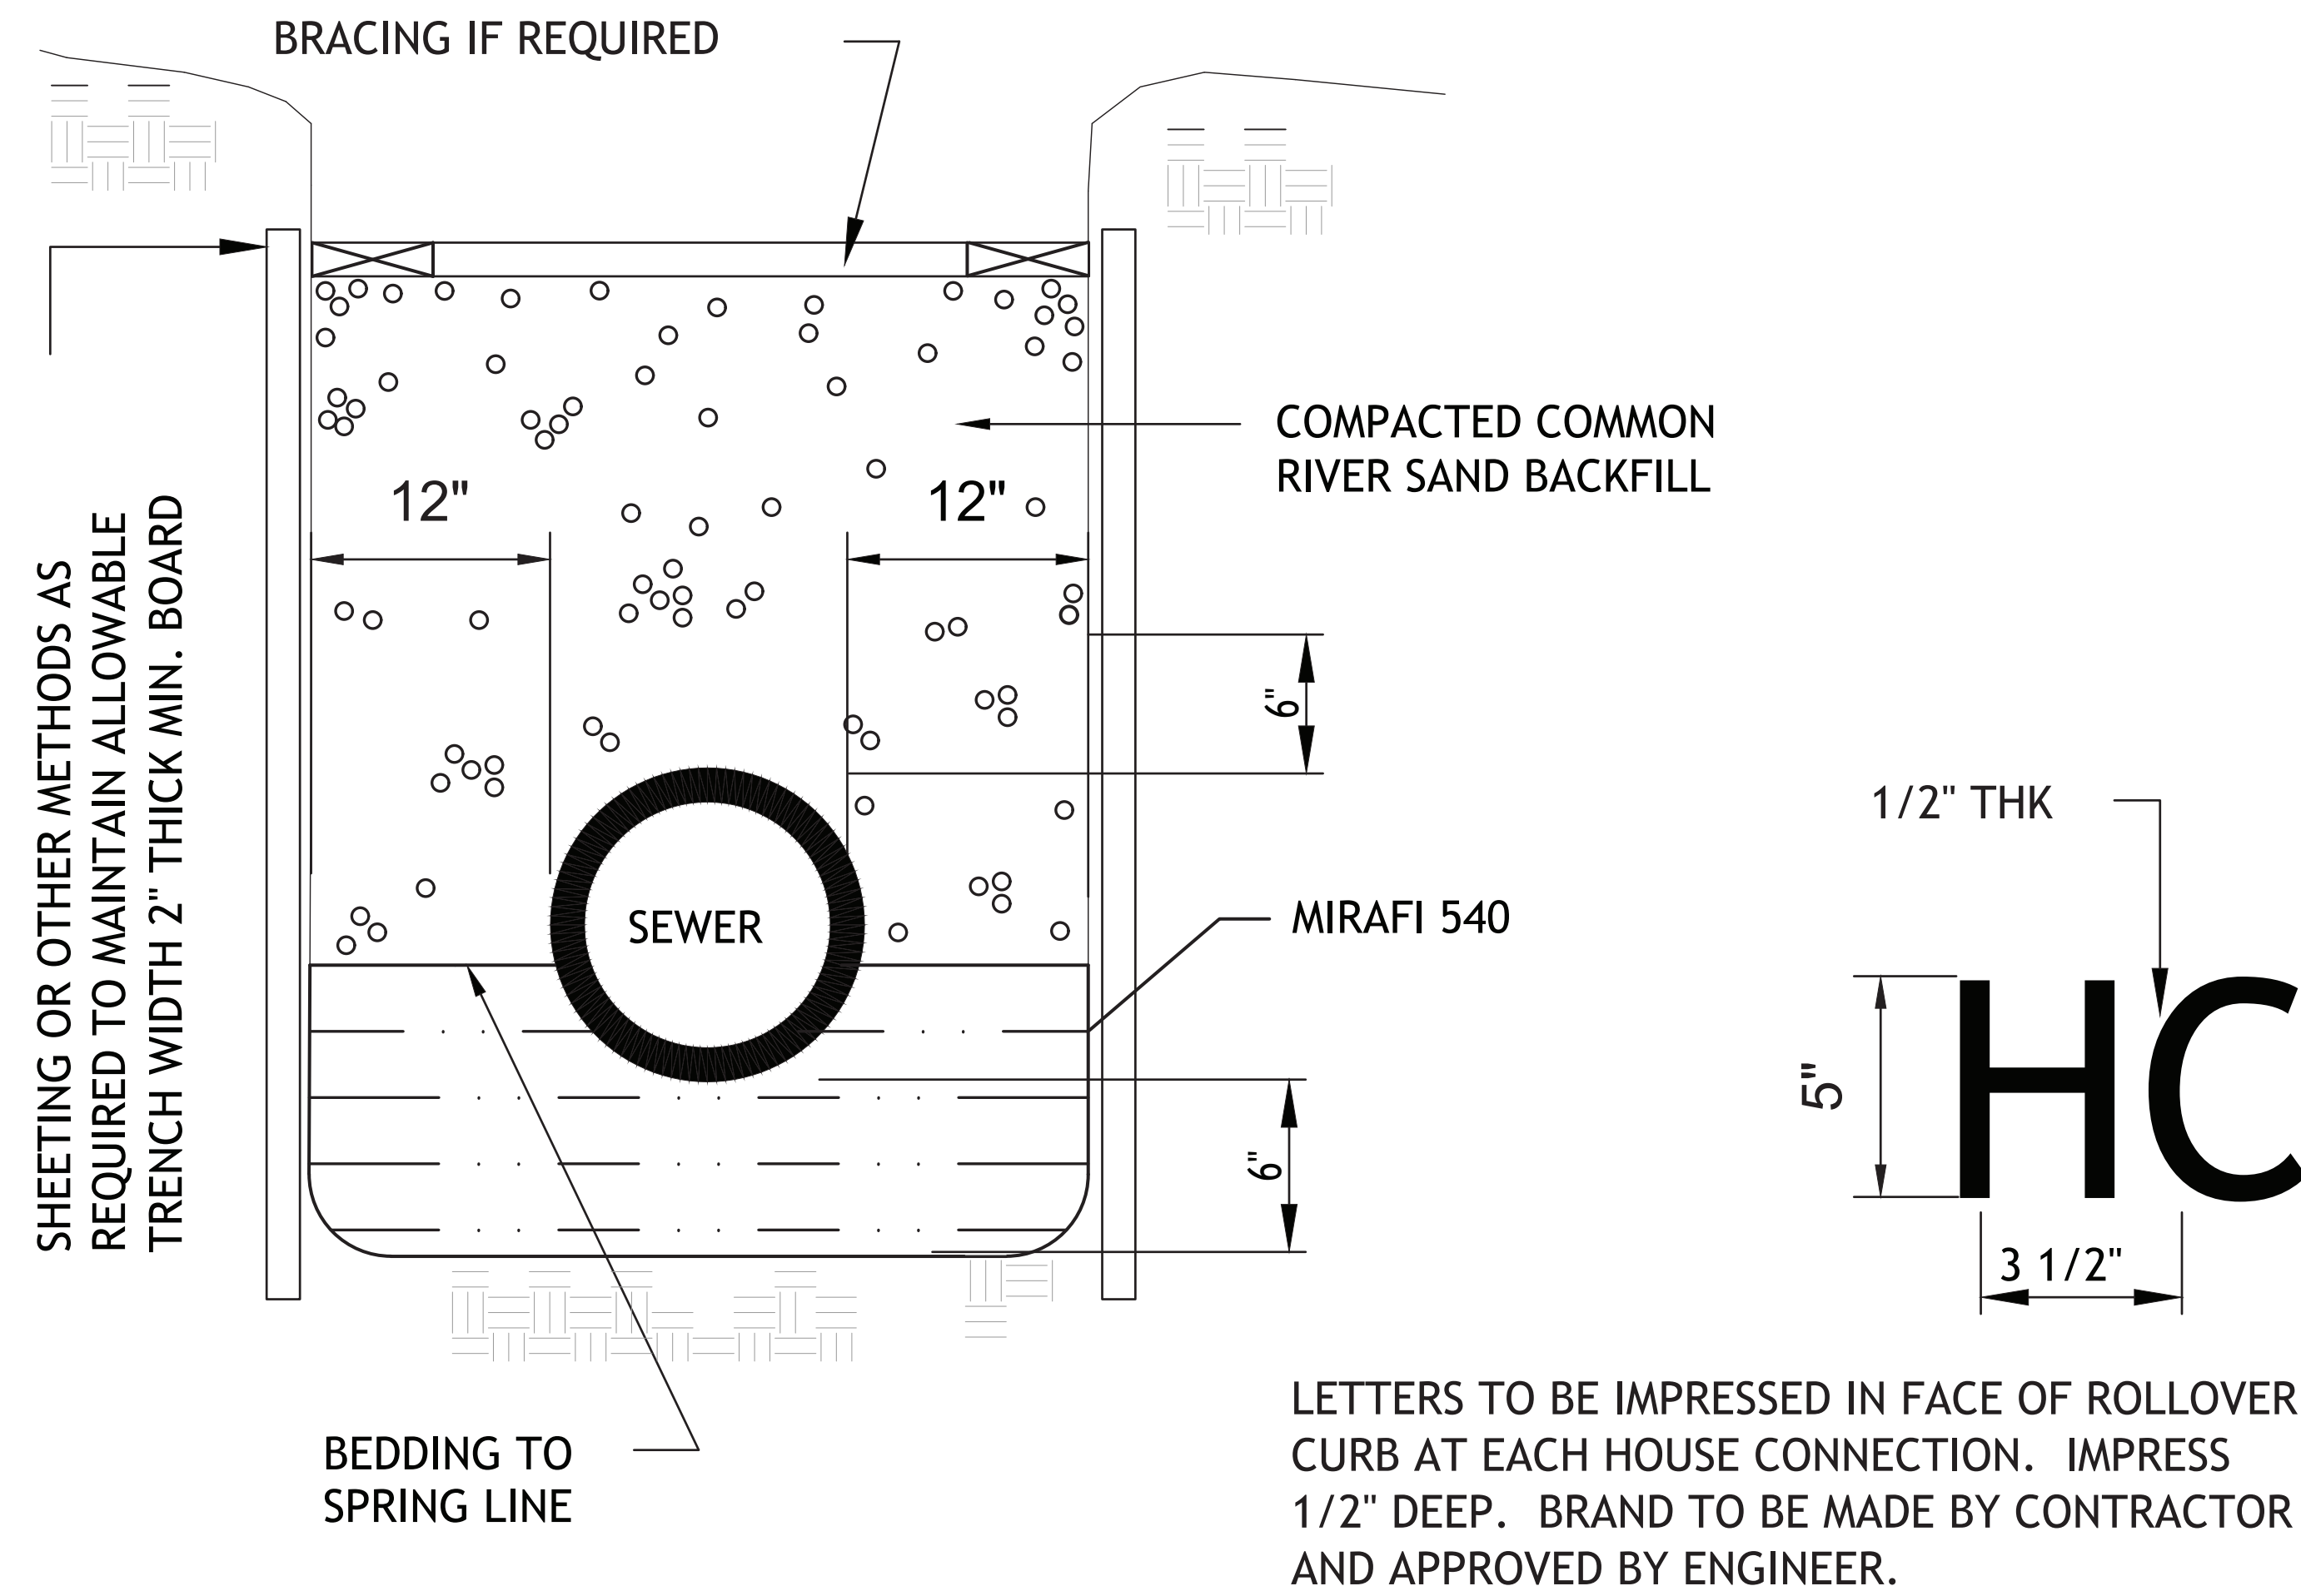 BRACING IF REQUIRED
SHEETING OR OTHER METHODS AS
REQUIRED TO MAINTAIN ALLOWABLE
TRENCH WIDTH 2" THICK MIN. BOARD
COMPACTED COMMON
RIVER SAND BACKFILL
12"
12"
6"
SEWER
MIRAFI 540
6"
BEDDING TO
SPRING LINE
1/2" THK
5"
HC
3 1/2"
LETTERS TO BE IMPRESSED IN FACE OF ROLLOVER
CURB AT EACH HOUSE CONNECTION. IMPRESS
1/2" DEEP. BRAND TO BE MADE BY CONTRACTOR
AND APPROVED BY ENGINEER.